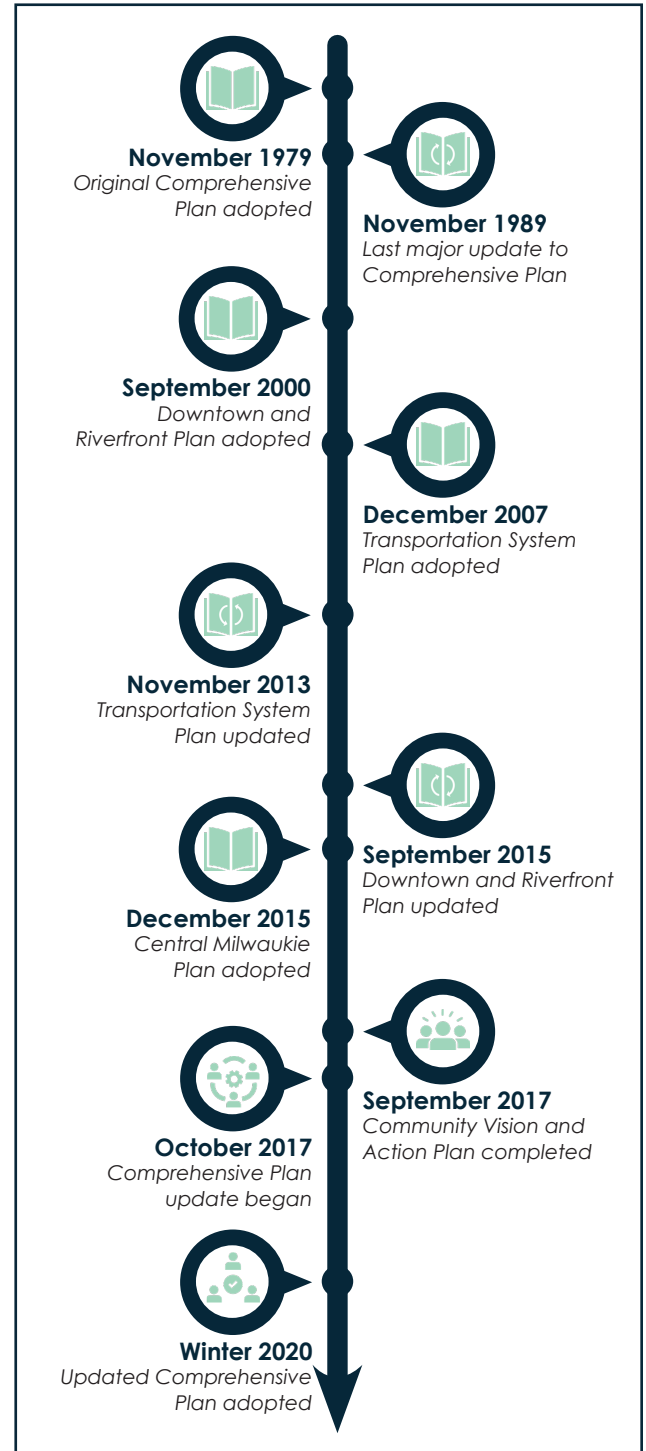 November 1979
Original Comprehensive
Plan adopted
November 1989
Last major update to
Comprehensive Plan
September 2000
Downtown and
Riverfront Plan adopted
December 2007
Transportation System
Plan adopted
November 2013
Transportation System
Plan updated
September 2015
Downtown and Riverfront
Plan updated
December 2015
Central Milwaukie
Plan adopted
September 2017
Community Vision and
Action Plan completed
October 2017
Comprehensive Plan
update began
Winter 2020
Updated Comprehensive
Plan adopted